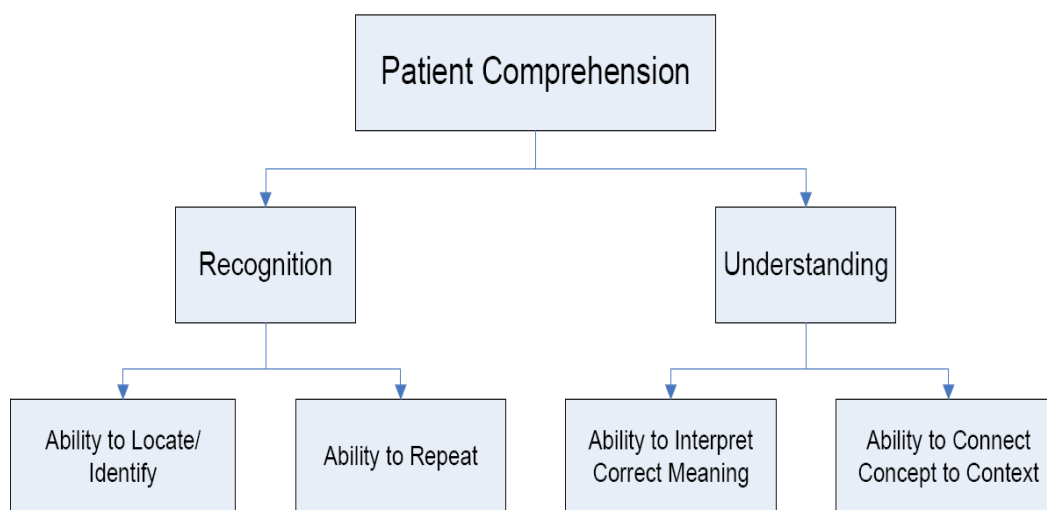 Patient Comprehension
Recognition
Understanding
Ability to Locate/
Identify
Ability to Repeat
Ability to Interpret
Correct Meaning
Ability to Connect
Concept to Context